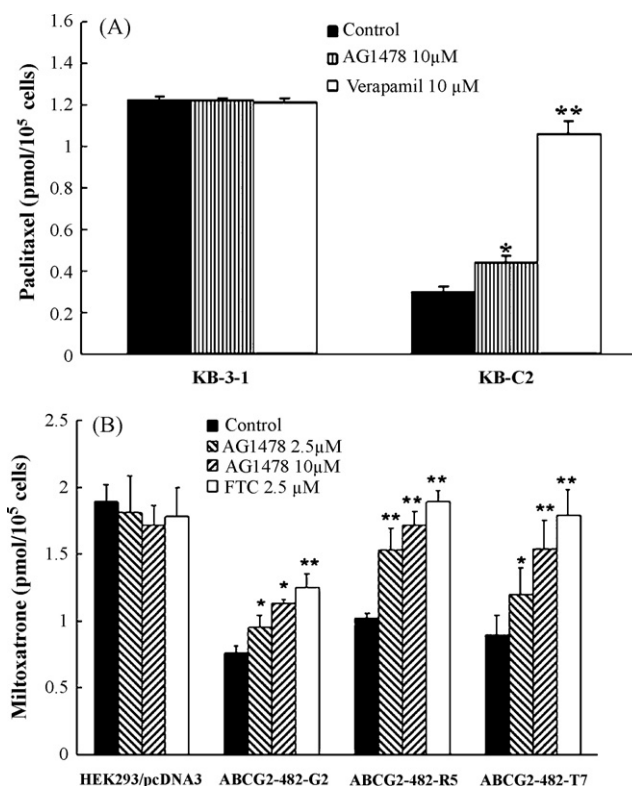 (A)
Control
AG1478 10µM
Verapamil 10 µM
Paclitaxel (pmol/10⁵ cells)
1.6
1.4
1.2
1.0
0.8
0.6
0.4
0.2
0
*
**
KB-3-1
KB-C2
(B)
Control
AG1478 2.5µM
AG1478 10µM
FTC 2.5 µM
Miltoxatrone (pmol/10⁵ cells)
2.5
2
1.5
1
0.5
0
* * **
** ** **
* ** **
HEK293/pcDNA3 ABCG2-482-G2 ABCG2-482-R5 ABCG2-482-T7